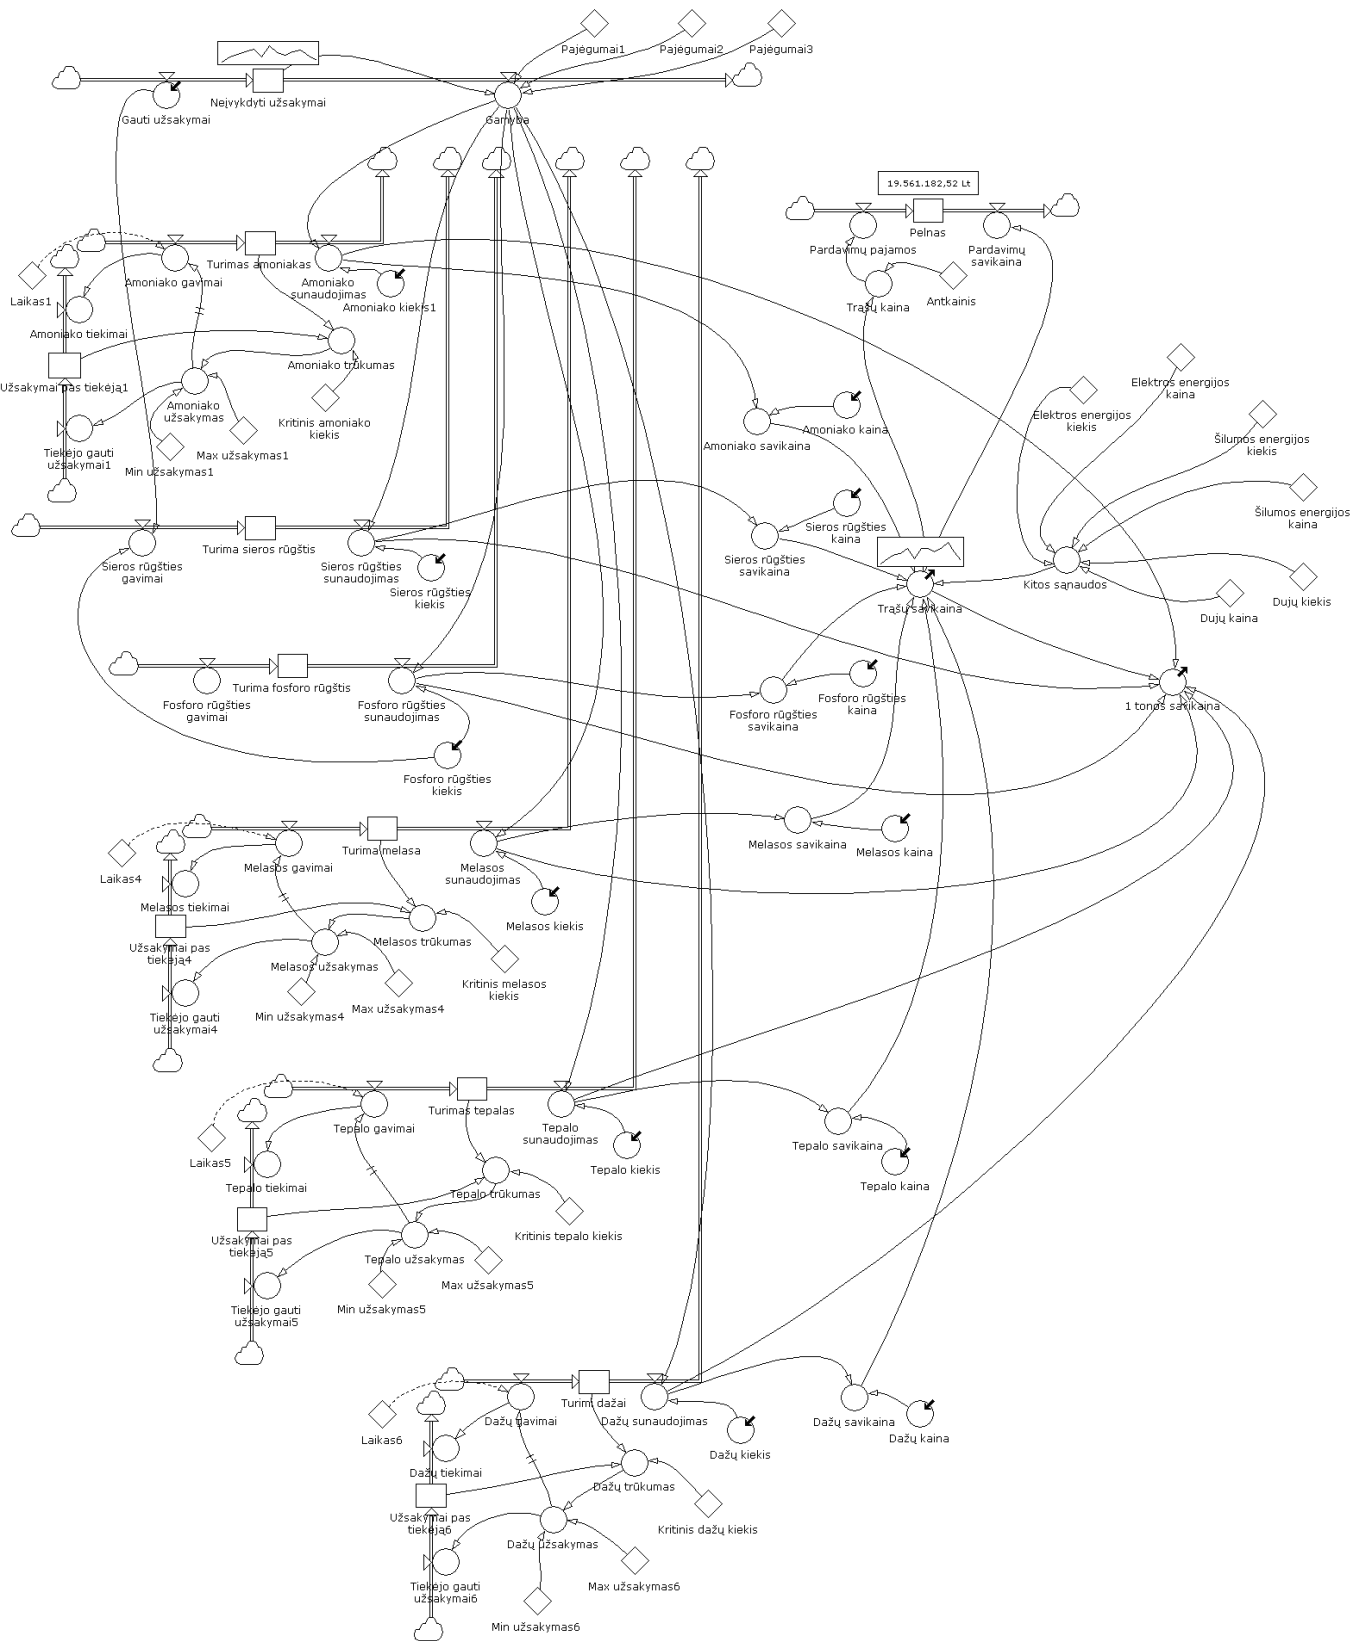 Pajėgumai1
Pajėgumai2
Pajėgumai3
Gauti užsakymai
Neįvykdyti užsakymai
Gamyba
19.561.182,52 Lt
Pelnas
Pardavimų pajamos
Pardavimų
savikaina
Trąšų kaina
Antkainis
Laikas1
Amoniako gavimai
Turimas amoniakas
Amoniako
sunaudojimas
Amoniako kiekis1
Amoniako tiekimai
Amoniako trūkumas
Užsakymai pas tiekėją1
Amoniako
užsakymas
Kritinis amoniako
kiekis
Tiekėjo gauti
užsakymai1
Min užsakymas1
Max užsakymas1
Amoniako savikaina
Amoniako kaina
Elektros energijos
kaina
Elektros energijos
kiekis
Šilumos energijos
kiekis
Šilumos energijos
kaina
Sieros rūgšties
gavimai
Turima sieros rūgštis
Sieros rūgšties
sunaudojimas
Sieros rūgšties
kiekis
Sieros rūgšties
savikaina
Sieros rūgšties
kaina
Trąšų savikaina
Kitos sąnaudos
Dujų kaina
Dujų kiekis
Fosforo rūgšties
gavimai
Turima fosforo rūgštis
Fosforo rūgšties
sunaudojimas
Fosforo rūgšties
kiekis
Fosforo rūgšties
savikaina
Fosforo rūgšties
kaina
1 tonos savikaina
Laikas4
Melasos gavimai
Turima melasa
Melasos
sunaudojimas
Melasos kiekis
Melasos savikaina
Melasos kaina
Melasos tiekimai
Užsakymai pas
tiekėją4
Melasos trūkumas
Melasos užsakymas
Kritinis melasos
kiekis
Tiekėjo gauti
užsakymai4
Min užsakymas4
Max užsakymas4
Laikas5
Tepalo gavimai
Turimas tepalas
Tepalo
sunaudojimas
Tepalo kiekis
Tepalo savikaina
Tepalo kaina
Tepalo tiekimai
Tepalo trūkumas
Užsakymai pas
tiekėją5
Kritinis tepalo kiekis
Tepalo užsakymas
Tiekėjo gauti
užsakymai5
Min užsakymas5
Max užsakymas5
Laikas6
Dažų gavimai
Turimi dažai
Dažų sunaudojimas
Dažų kiekis
Dažų savikaina
Dažų kaina
Dažų tiekimai
Dažų trūkumas
Užsakymai pas
tiekėją6
Kritinis dažų kiekis
Dažų užsakymas
Tiekėjo gauti
užsakymai6
Min užsakymas6
Max užsakymas6